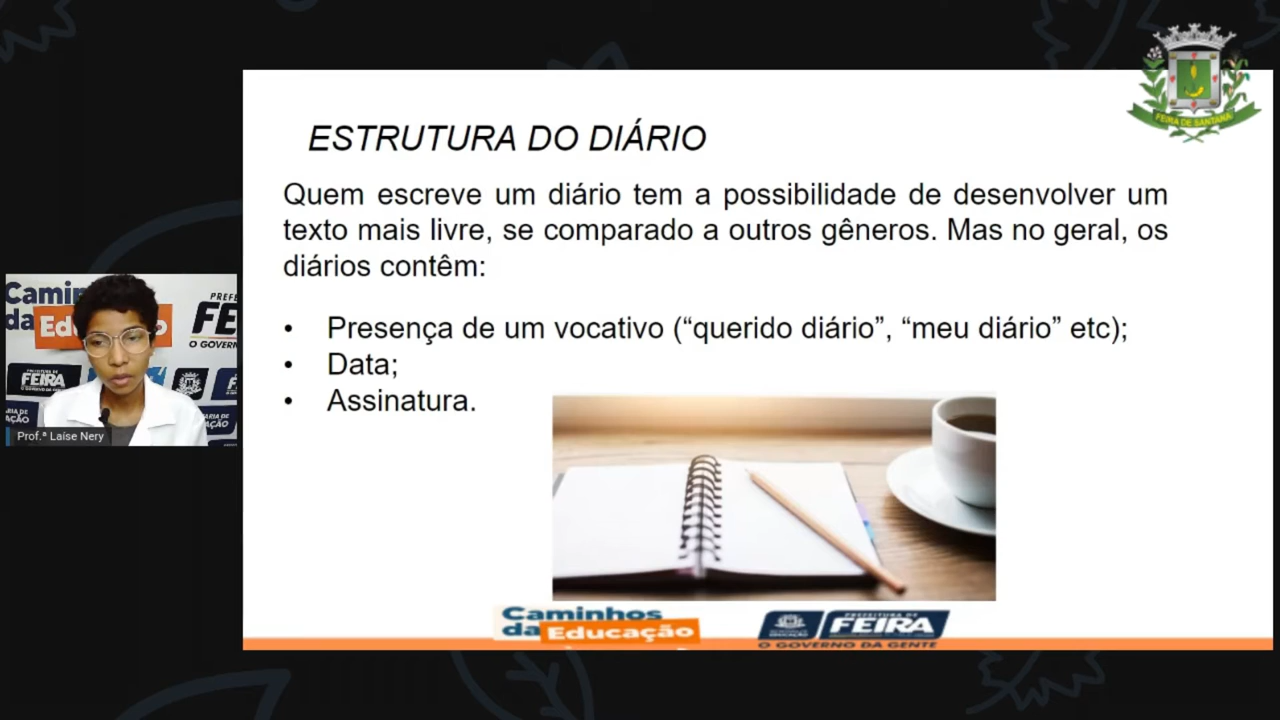 FEIRA DE SANTANA
ESTRUTURA DO DIÁRIO
Quem escreve um diário tem a possibilidade de desenvolver um
texto mais livre, se comparado a outros gêneros. Mas no geral, os
diários contêm:
• Presença de um vocativo (“querido diário”, “meu diário” etc);
• Data;
• Assinatura.
Prof.ª Laíse Nery
Caminhos
da Educação
PREFEITURA DE
FEIRA
O GOVERNO DA GENTE